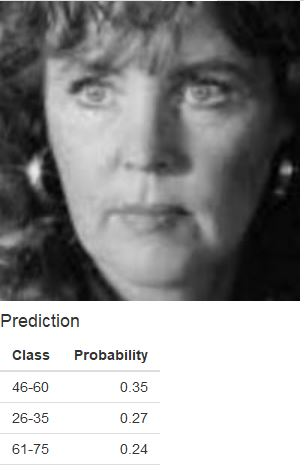 Prediction
Class Probability
46-60 0.35
26-35 0.27
61-75 0.24